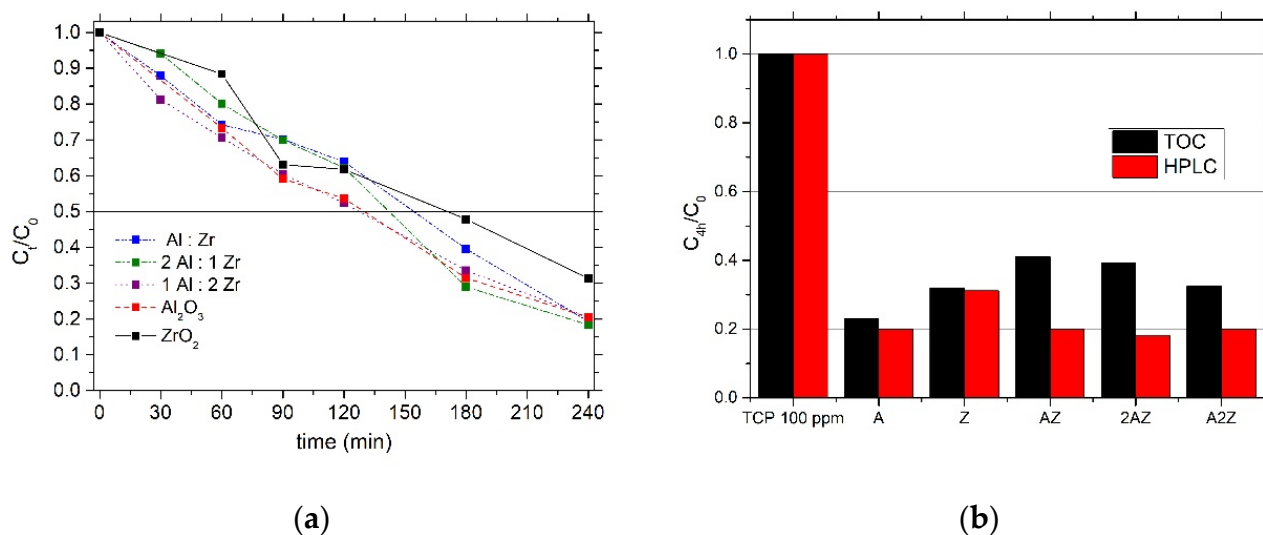 (a)
1.0
0.9
0.8
0.7
0.6
0.5
0.4
0.3
0.2
0.1
0.0
Ct/C0
Al : Zr
2 Al : 1 Zr
1 Al : 2 Zr
Al2O3
ZrO2
0 30 60 90 120 150 180 210 240
time (min)
(b)
1.0
0.8
0.6
0.4
0.2
0.0
C4h/C0
TOC
HPLC
TCP 100 ppm A Z AZ 2AZ A2Z
(a)
(b)